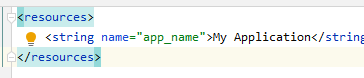 <resources>
<string name="app_name">My Application</string
</resources>